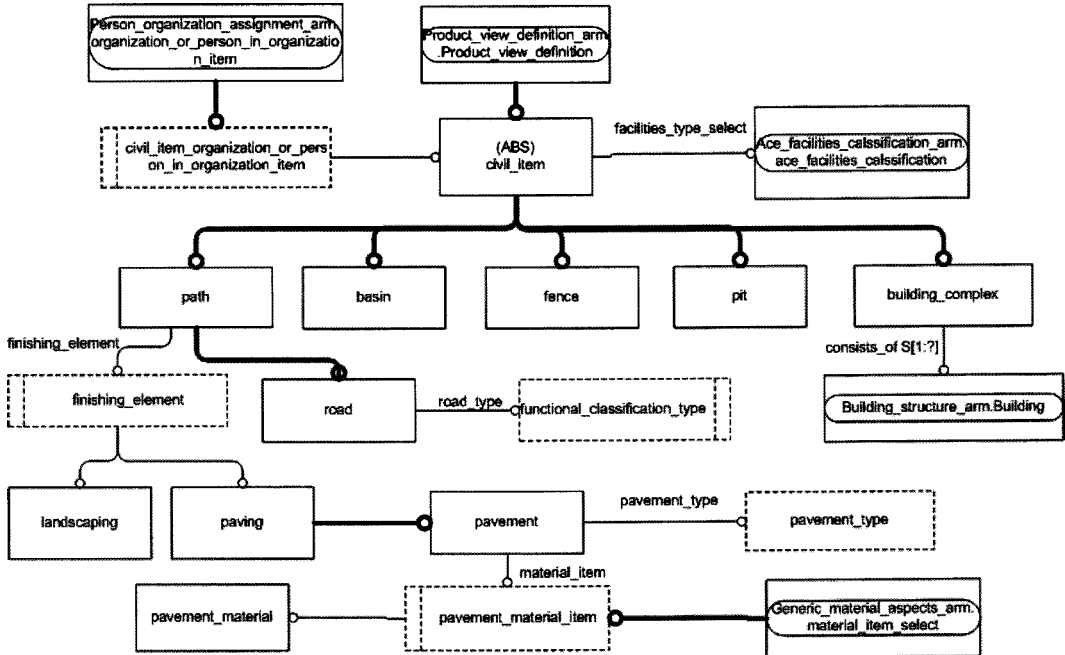 Person_organization_assignment_arm.
organization_or_person_in_organizatio
n_item
Product_view_definition_arm
.Product_view_definition
civil_item_organization_or_pers
on_in_organization_item
(ABS)
civil_item
facilities_type_select
Ace_facilities_calssification_arm.
ace_facilities_calssification
path
basin
fence
pit
building_complex
finishing_element
consists_of S[1:?]
finishing_element
road
road_type
functional_classification_type
Building_structure_arm.Building
landscaping
paving
pavement
pavement_type
pavement_type
material_item
pavement_material
pavement_material_item
Generic_material_aspects_arm.
material_item_select